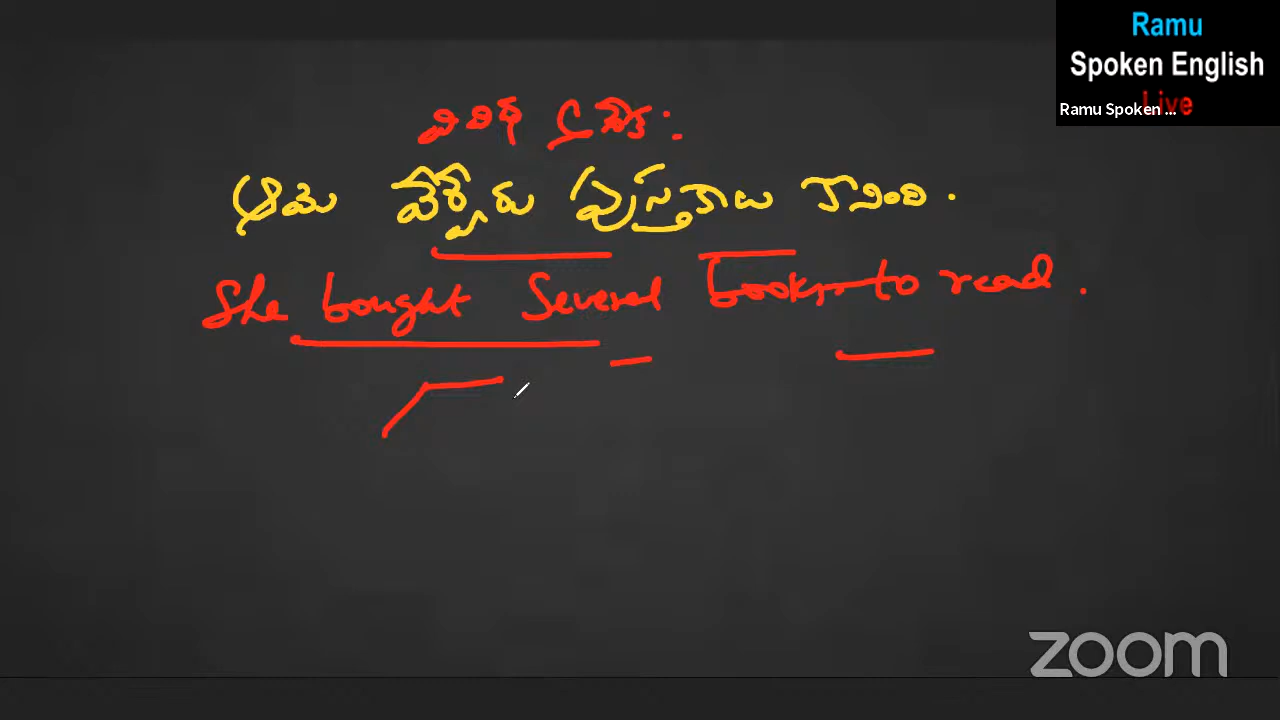 Ramu
Spoken English
Live
Ramu Spoken ...
వివిధ
ఆమె వేర్వేరు పుస్తకాలు కొనింది.
She bought Several books to read.
zoom